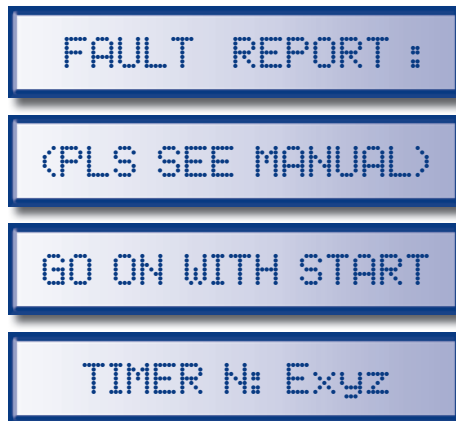 FAULT REPORT :
(PLS SEE MANUAL)
GO ON WITH START
TIMER N: Exyz